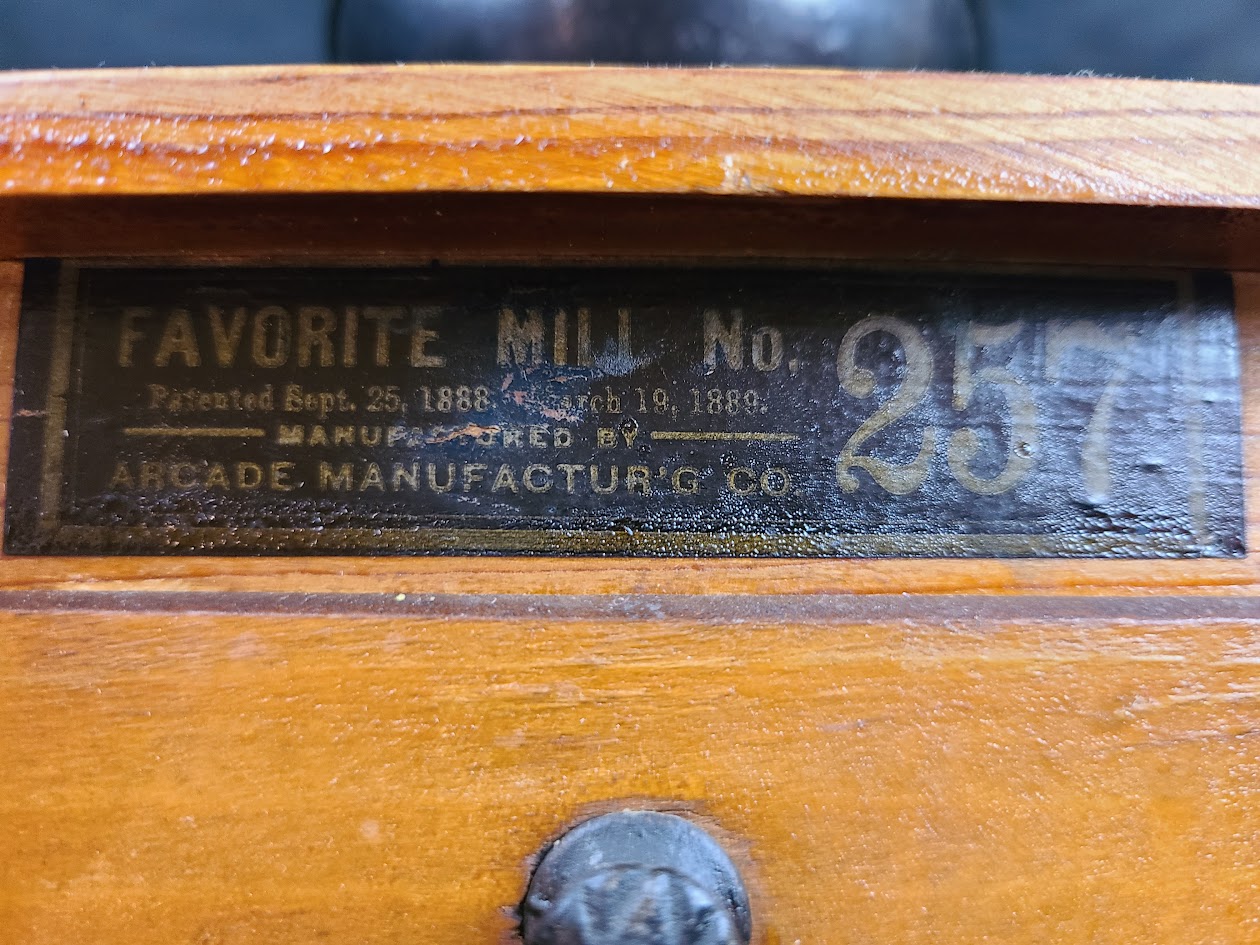 FAVORITE MILL No. 257
Patented Sept. 25, 1888 March 19, 1889.
MANUFACTURED BY
ARCADE MANUFACTUR'G CO.